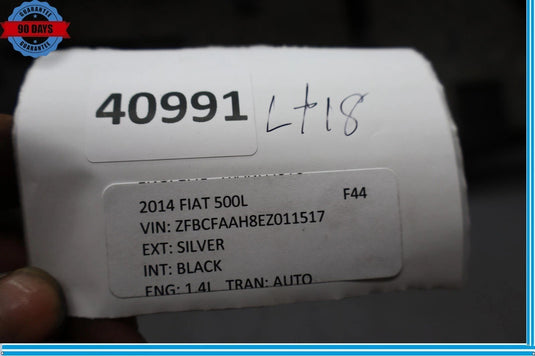 GUARANTEE
90 DAYS
GUARANTEE
40991 Lt18
2014 FIAT 500L F44
VIN: ZFBCFAAH8EZ011517
EXT: SILVER
INT: BLACK
ENG: 1.4L TRAN: AUTO